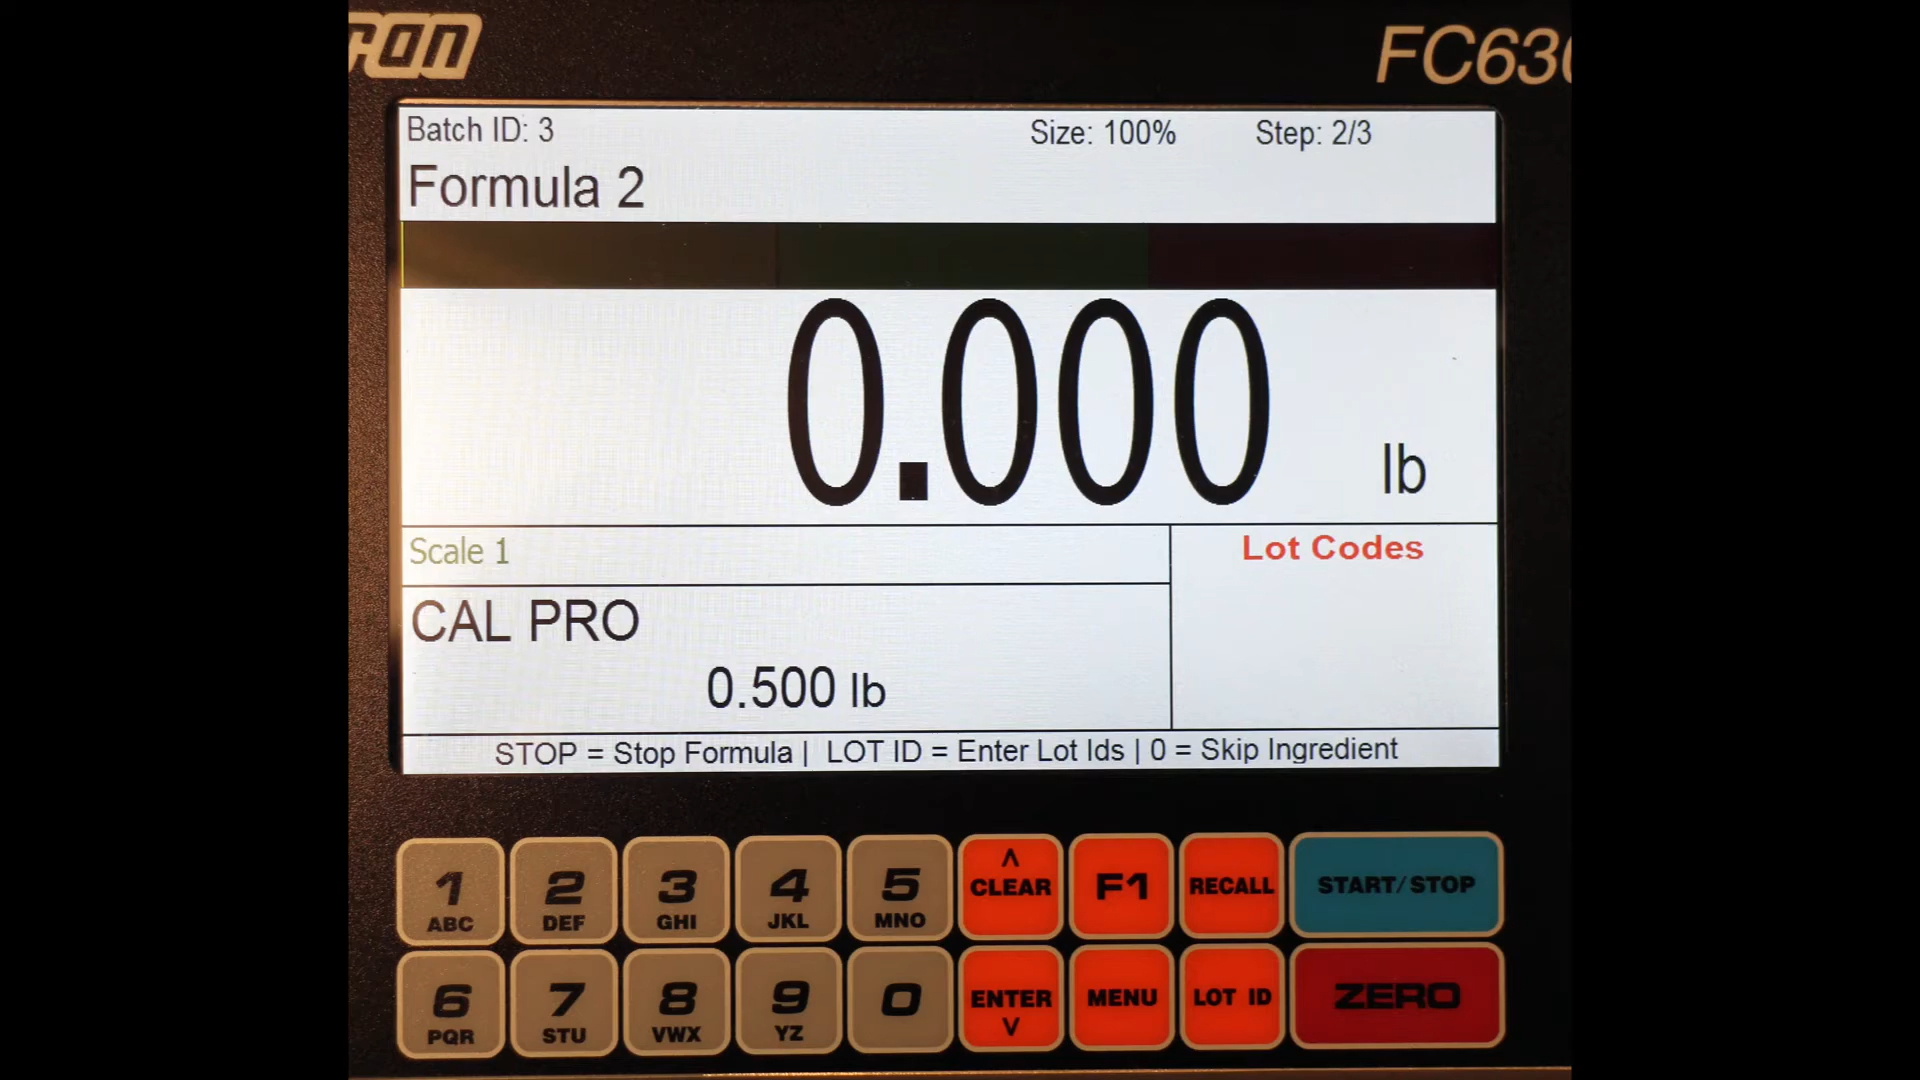 Batch ID: 3
Size: 100%
Step: 2/3
Formula 2
0.000 lb
Scale 1
Lot Codes
CAL PRO
0.500 lb
STOP = Stop Formula | LOT ID = Enter Lot Ids | 0 = Skip Ingredient
1 ABC
2 DEF
3 GHI
4 JKL
5 MNO
CLEAR
F1
RECALL
START/STOP
6 PQR
7 STU
8 VWX
9 YZ
0
ENTER
MENU
LOT ID
ZERO